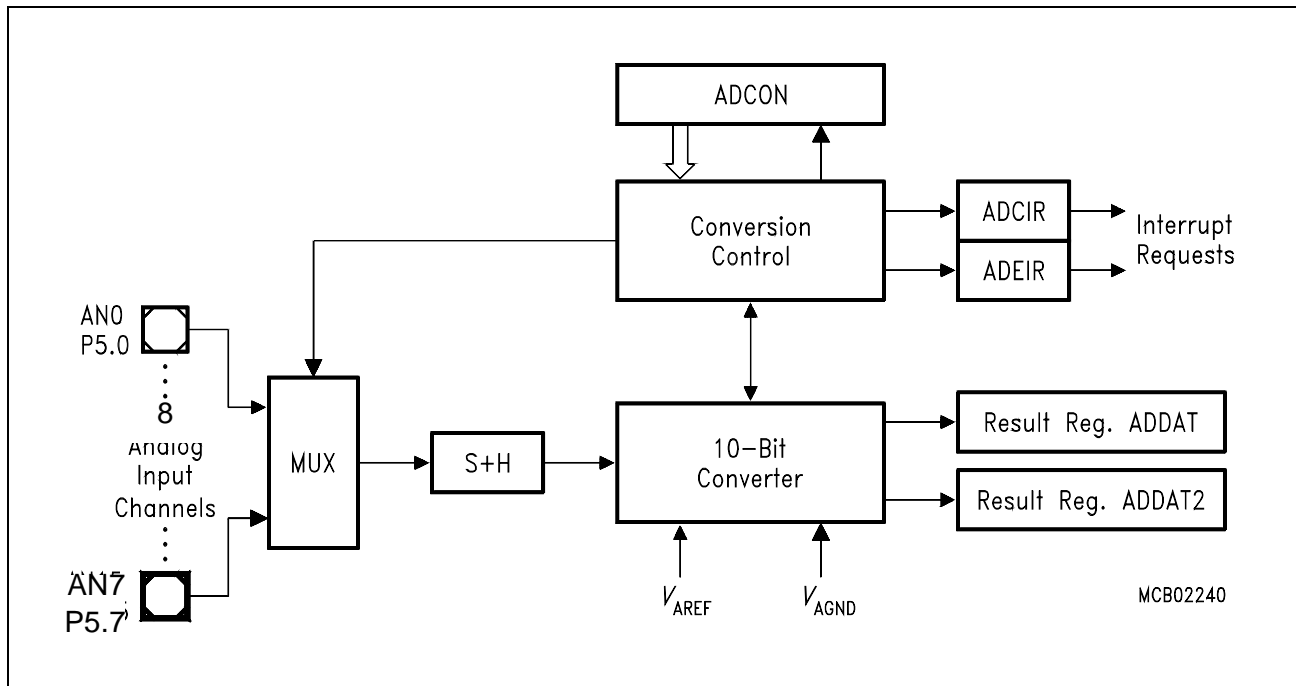 ADCON
Conversion
Control
ADCIR
ADEIR
Interrupt
Requests
AN0
P5.0
8
Analog
Input
Channels
AN7
P5.7
MUX
S+H
10-Bit
Converter
Result Reg. ADDAT
Result Reg. ADDAT2
VAREF
VAGND
MCB02240